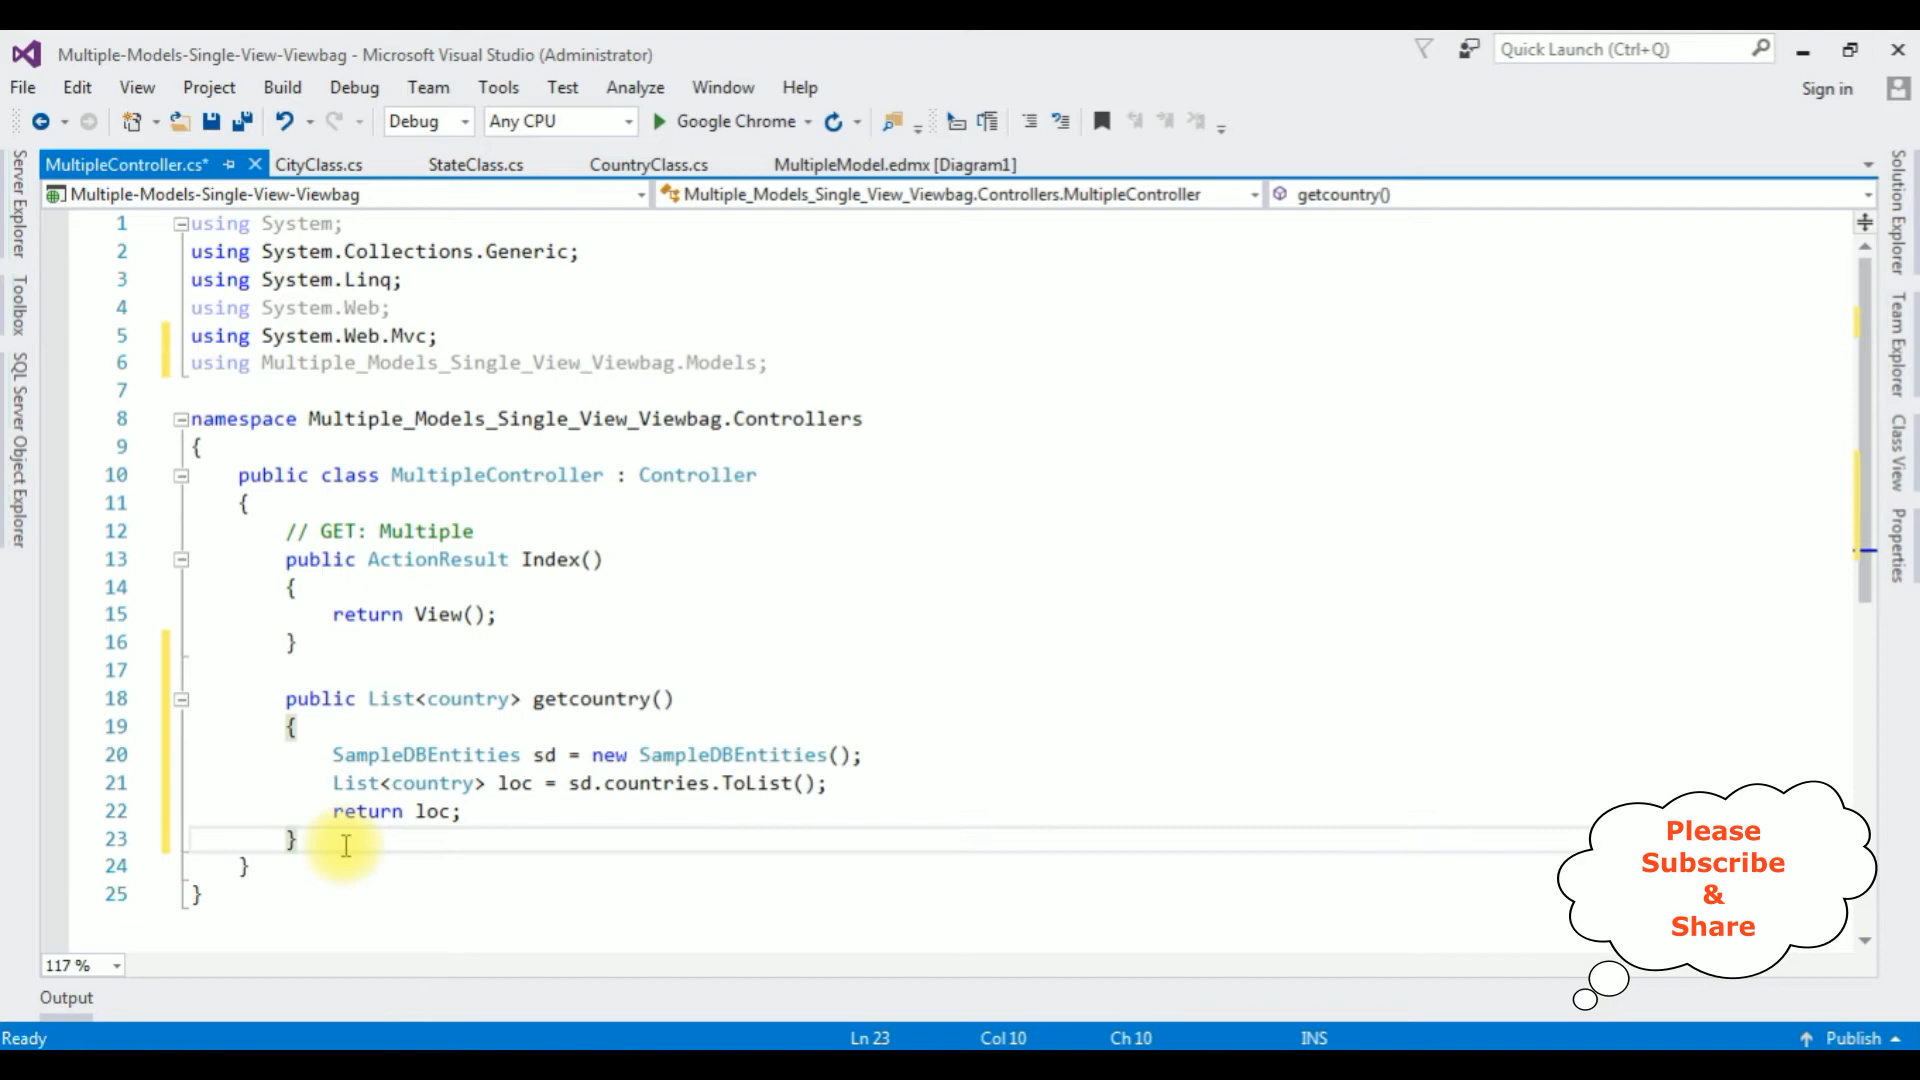 Multiple-Models-Single-View-Viewbag - Microsoft Visual Studio (Administrator)
Quick Launch (Ctrl+Q)
File Edit View Project Build Debug Team Tools Test Analyze Window Help
Sign in
Debug Any CPU Google Chrome
MultipleController.cs* CityClass.cs StateClass.cs CountryClass.cs MultipleModel.edmx [Diagram1]
Multiple-Models-Single-View-Viewbag Multiple_Models_Single_View_Viewbag.Controllers.MultipleController getcountry()
Server Explorer
Toolbox
SQL Server Object Explorer
1 using System;
2 using System.Collections.Generic;
3 using System.Linq;
4 using System.Web;
5 using System.Web.Mvc;
6 using Multiple_Models_Single_View_Viewbag.Models;
7
8 namespace Multiple_Models_Single_View_Viewbag.Controllers
9 {
10 public class MultipleController : Controller
11 {
12 // GET: Multiple
13 public ActionResult Index()
14 {
15 return View();
16 }
17
18 public List<country> getcountry()
19 {
20 SampleDBEntities sd = new SampleDBEntities();
21 List<country> loc = sd.countries.ToList();
22 return loc;
23 }
24 }
25 }
Solution Explorer
Team Explorer
Class View
Properties
Please
Subscribe
&
Share
117 %
Output
Ready Ln 23 Col 10 Ch 10 INS Publish